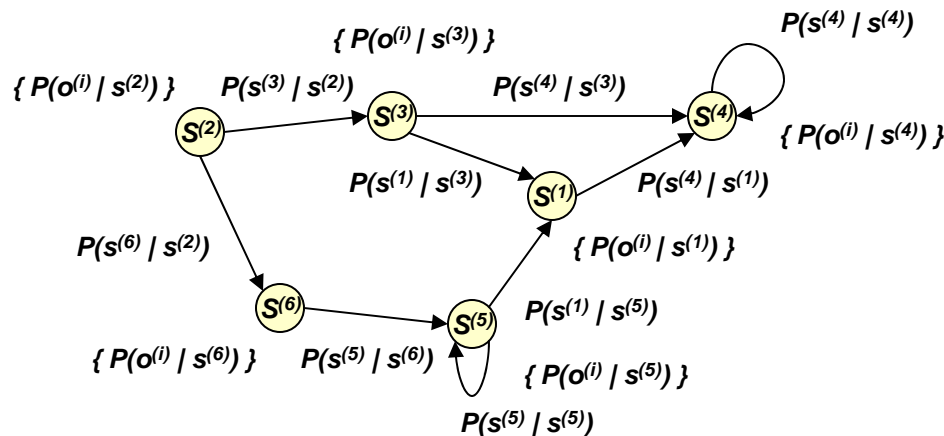 P(s^(4) | s^(4))
{ P(o^(i) | s^(3)) }
{ P(o^(i) | s^(2)) } P(s^(3) | s^(2)) P(s^(4) | s^(3))
S^(2) S^(3) S^(4)
{ P(o^(i) | s^(4)) }
P(s^(1) | s^(3)) S^(1) P(s^(4) | s^(1))
P(s^(6) | s^(2)) { P(o^(i) | s^(1)) }
S^(6) S^(5) P(s^(1) | s^(5))
{ P(o^(i) | s^(6)) } P(s^(5) | s^(6)) { P(o^(i) | s^(5)) }
P(s^(5) | s^(5))